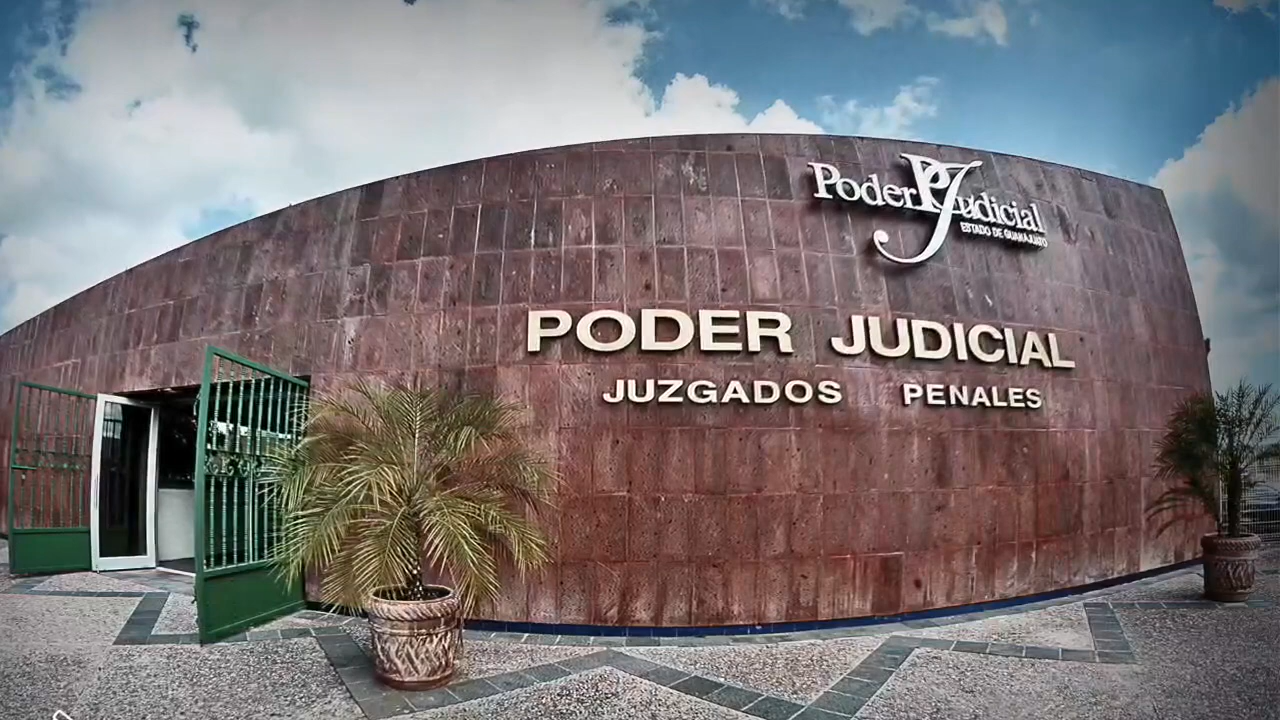 Poder Judicial
ESTADO DE GUANAJUATO
PODER JUDICIAL
JUZGADOS PENALES